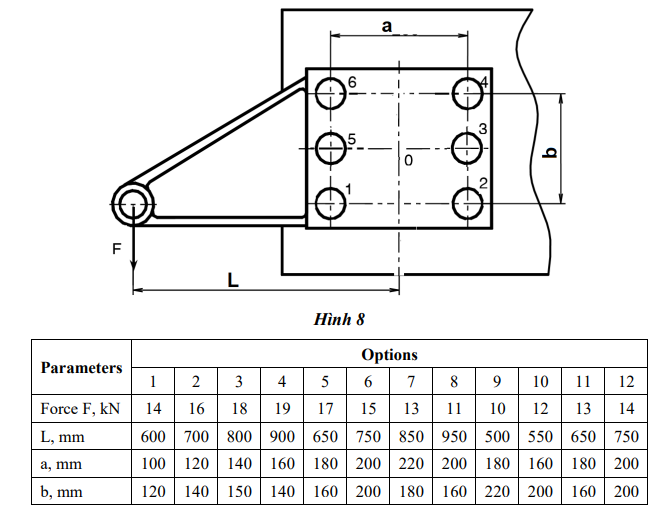 a
6
4
5
3
0
b
1
2
F
L
Hình 8
Parameters Options
1 2 3 4 5 6 7 8 9 10 11 12
Force F, kN 14 16 18 19 17 15 13 11 10 12 13 14
L, mm 600 700 800 900 650 750 850 950 500 550 650 750
a, mm 100 120 140 160 180 200 220 200 180 160 180 200
b, mm 120 140 150 140 160 200 180 160 220 200 160 200